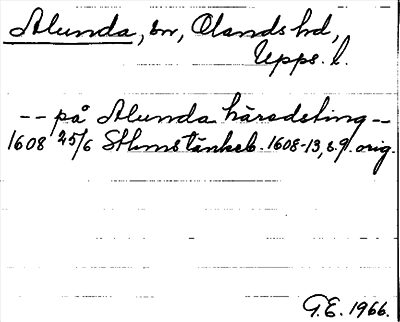 Alunda, sn, Olands hd,
Upps. l.
-- på Alunda häradsting --
1608 25/6 Sthms tänkeb. 1608-13, s. 9. orig.
G.E. 1966.